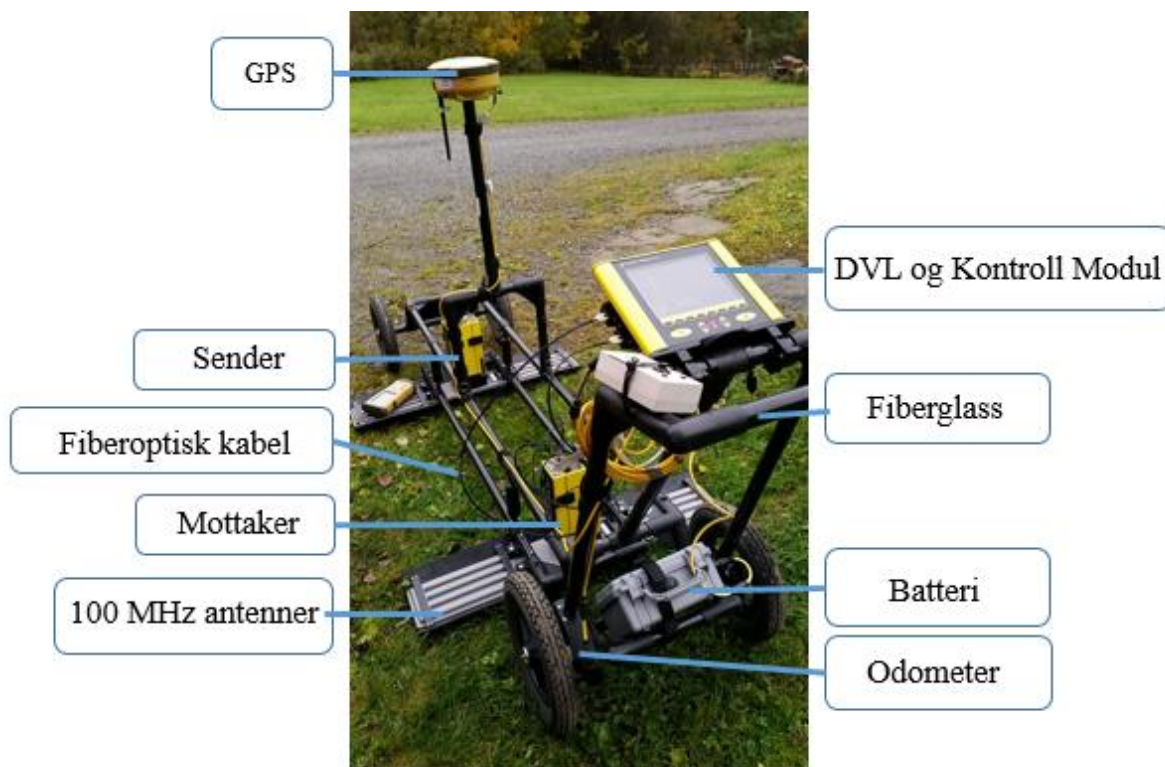 GPS
DVL og Kontroll Modul
Sender
Fiberglass
Fiberoptisk kabel
Mottaker
Batteri
100 MHz antenner
Odometer